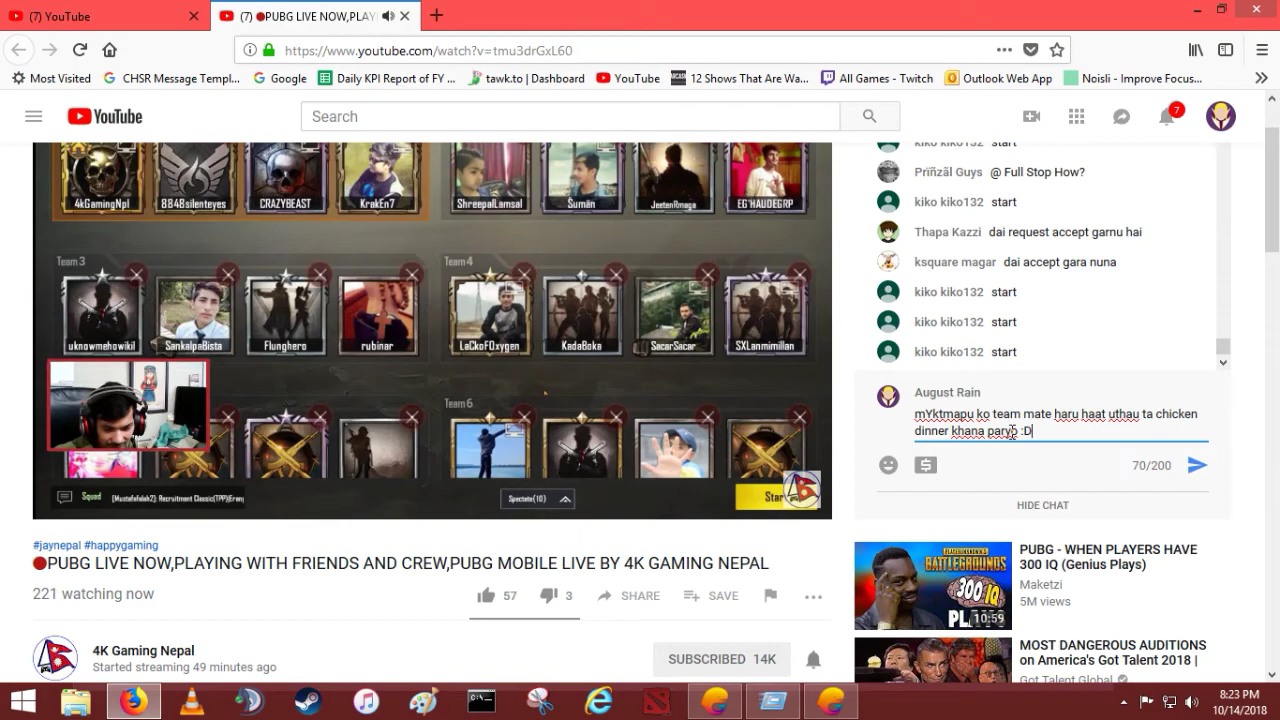 (7) YouTube
(7) 🔴PUBG LIVE NOW,PLAY
https://www.youtube.com/watch?v=tmu3drGxL60
Most Visited
CHSR Message Templ...
Google
Daily KPI Report of FY ...
tawk.to | Dashboard
YouTube
12 Shows That Are Wa...
All Games - Twitch
Outlook Web App
Noisli - Improve Focus...
YouTube
Search
7
4kGamingNpl
8848silenteyes
CRAZYBEAST
KrakEn7
ShreepalLamsal
Sumān
JeetenRmaga
EG'HAUDEGRP
Team 3
Team 4
uknowmehowikil
SankalpaBista
Flunghero
rubinar
LaCkoFOxygen
KadaBoka
SacarSacar
SXLanmimillan
Team 6
Squad
[Mustafafdah2]: Recruitment Classic(TPP)(Erang
Spectate(10)
Star
kiko kiko132 start
Prïñzãl Guys @ Full Stop How?
kiko kiko132 start
Thapa Kazzi dai request accept garnu hai
ksquare magar dai accept gara nuna
kiko kiko132 start
kiko kiko132 start
kiko kiko132 start
August Rain
mYktmapu ko team mate haru haat uthau ta chicken
dinner khana paryo :D
70/200
HIDE CHAT
#jaynepal #happygaming
🔴PUBG LIVE NOW,PLAYING WITH FRIENDS AND CREW,PUBG MOBILE LIVE BY 4K GAMING NEPAL
221 watching now
57
3
SHARE
SAVE
4K Gaming Nepal
Started streaming 49 minutes ago
SUBSCRIBED 14K
300 IQ
10:59
PUBG - WHEN PLAYERS HAVE
300 IQ (Genius Plays)
Maketzi
5M views
MOST DANGEROUS AUDITIONS
on America's Got Talent 2018 |
Got Talent Global
8:23 PM
10/14/2018